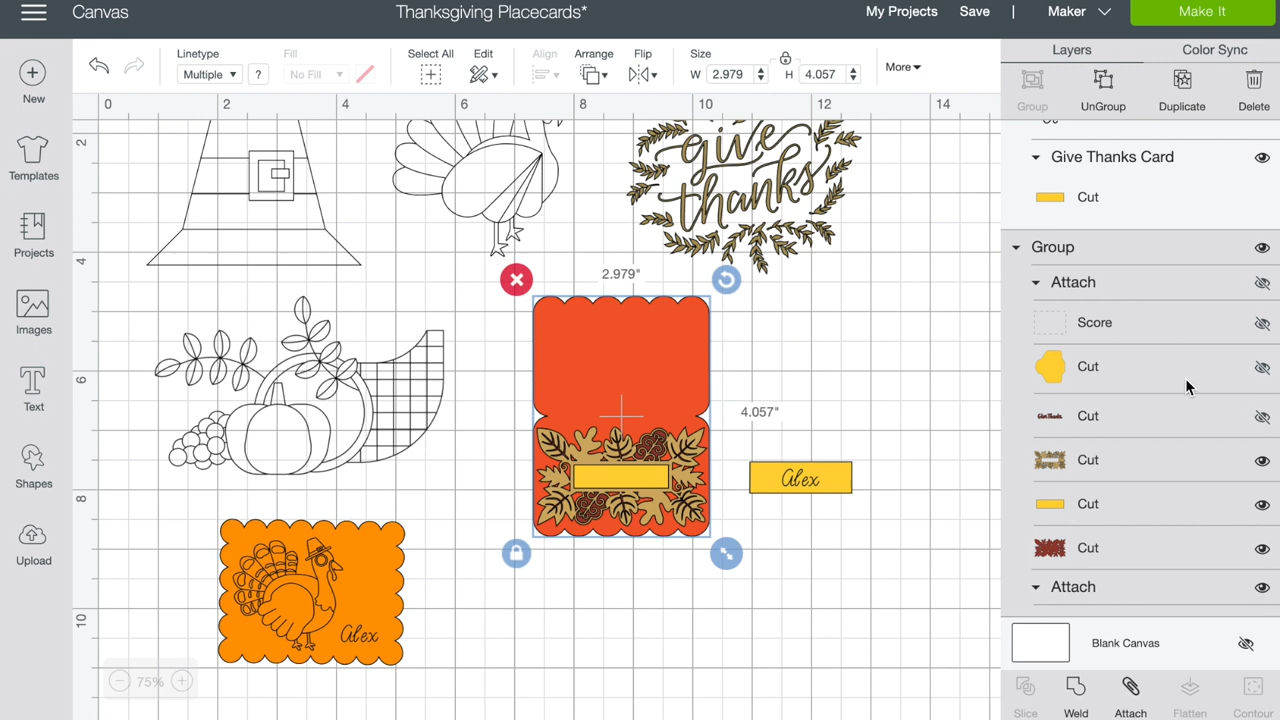 Canvas
Thanksgiving Placecards*
My Projects
Save
|
Maker
Make It
Linetype
Multiple
?
Fill
No Fill
Select All
Edit
Align
Arrange
Flip
Size
W 2.979
H 4.057
More
Layers
Color Sync
Group
UnGroup
Duplicate
Delete
New
Templates
Projects
Images
Text
Shapes
Upload
0 2 4 6 8 10 12 14
2
4
6
8
10
give
thanks
2.979"
4.057"
Alex
Alex
75%
Give Thanks Card
Cut
Group
Attach
Score
Cut
Give Thanks
Cut
Cut
Cut
Cut
Attach
Blank Canvas
Slice
Weld
Attach
Flatten
Contour